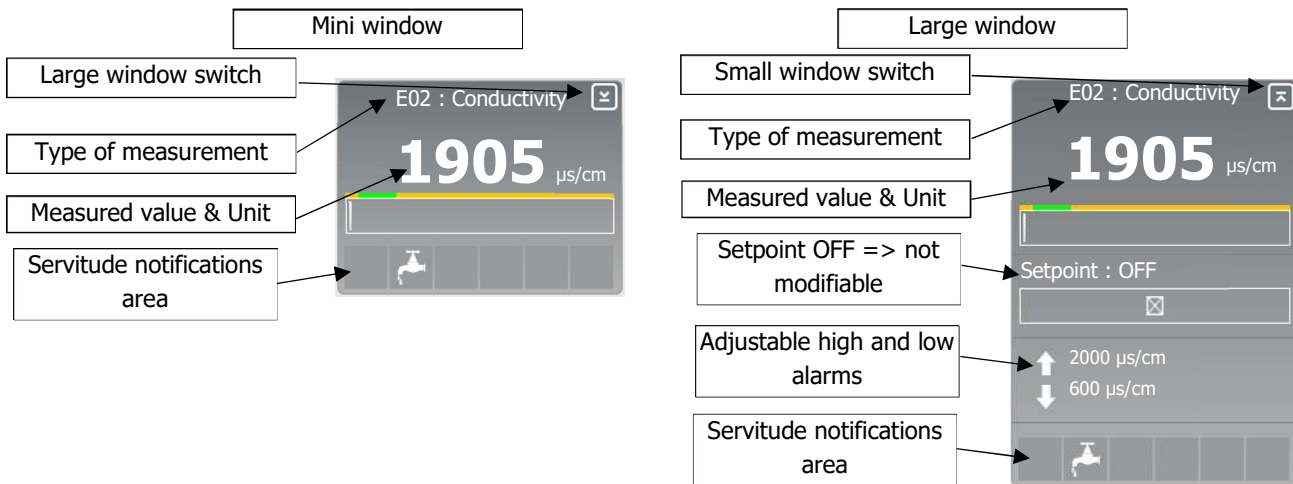 Mini window
Large window switch
E02 : Conductivity
Type of measurement
1905 µs/cm
Measured value & Unit
Servitude notifications
area
Large window
Small window switch
E02 : Conductivity
Type of measurement
1905 µs/cm
Measured value & Unit
Setpoint OFF => not
modifiable
Setpoint : OFF
Adjustable high and low
alarms
2000 µs/cm
600 µs/cm
Servitude notifications
area